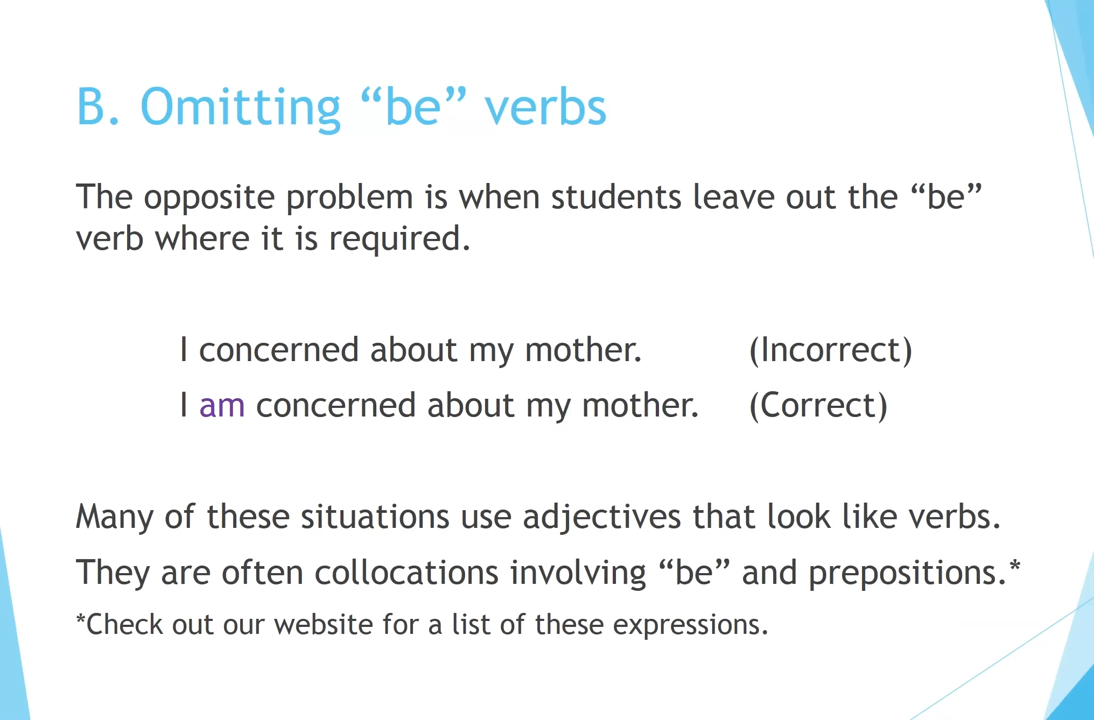 B. Omitting “be” verbs
The opposite problem is when students leave out the “be”
verb where it is required.
I concerned about my mother. (Incorrect)
I am concerned about my mother. (Correct)
Many of these situations use adjectives that look like verbs.
They are often collocations involving “be” and prepositions.*
*Check out our website for a list of these expressions.